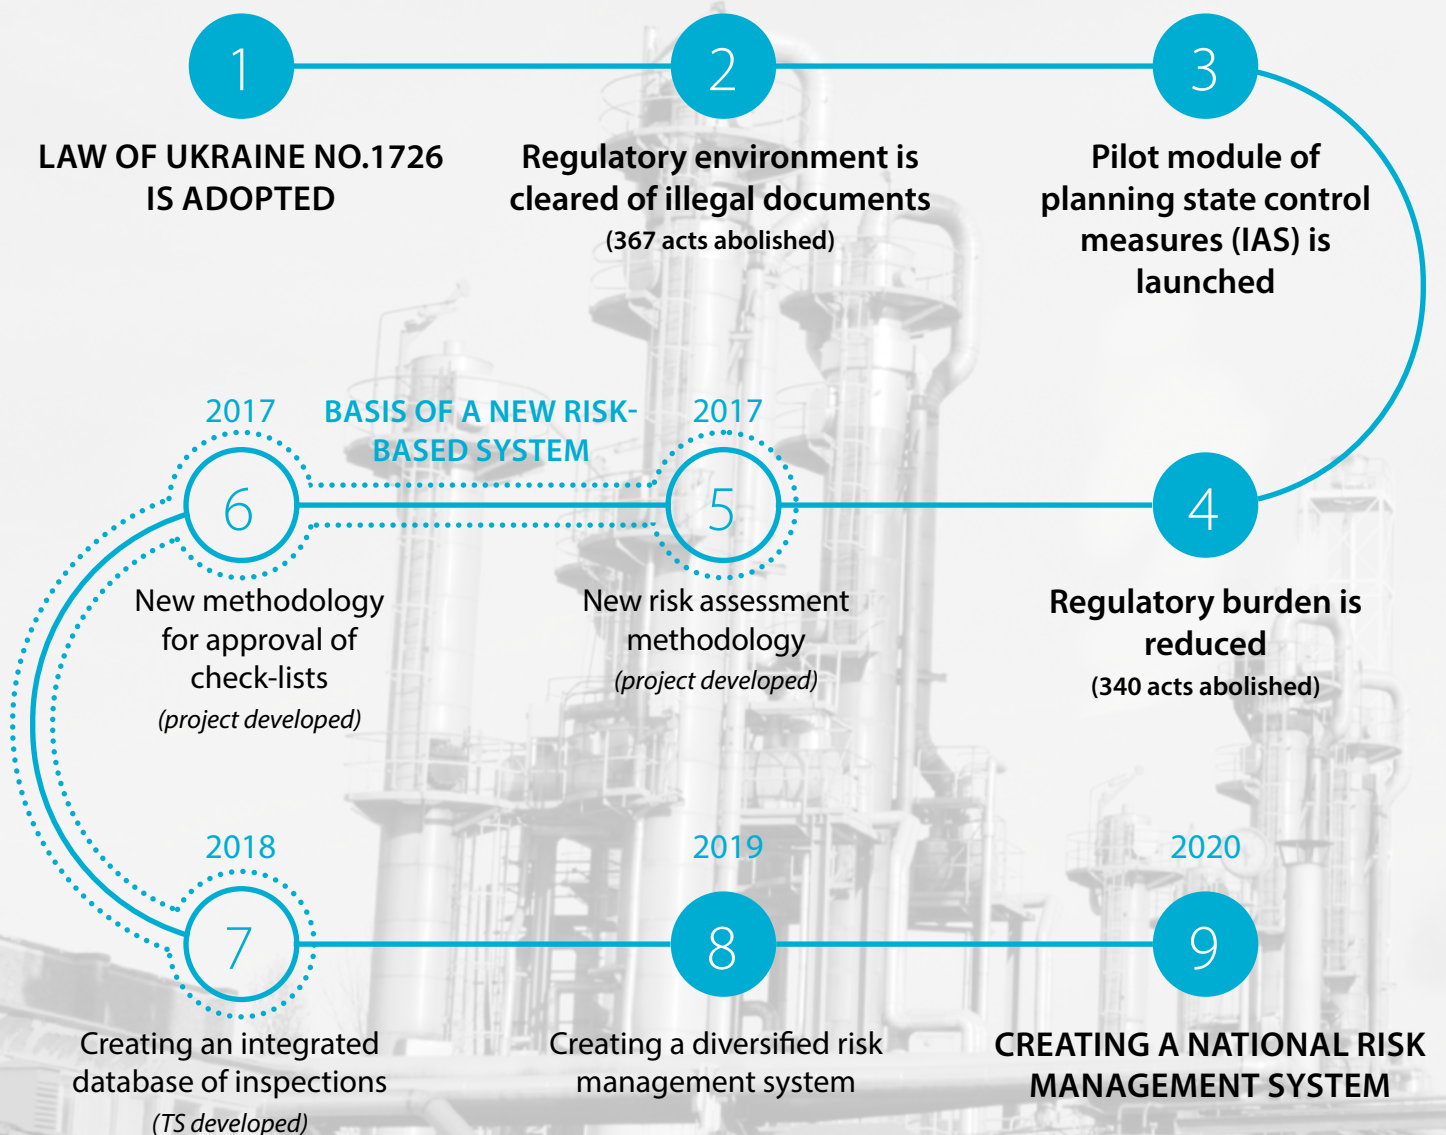 1
2
3
LAW OF UKRAINE NO.1726
IS ADOPTED
Regulatory environment is
cleared of illegal documents
(367 acts abolished)
Pilot module of
planning state control
measures (IAS) is
launched
2017
BASIS OF A NEW RISK-
BASED SYSTEM
2017
6
5
4
New methodology
for approval of
check-lists
(project developed)
New risk assessment
methodology
(project developed)
Regulatory burden is
reduced
(340 acts abolished)
2018
2019
2020
7
8
9
Creating an integrated
database of inspections
(TS developed)
Creating a diversified risk
management system
CREATING A NATIONAL RISK
MANAGEMENT SYSTEM